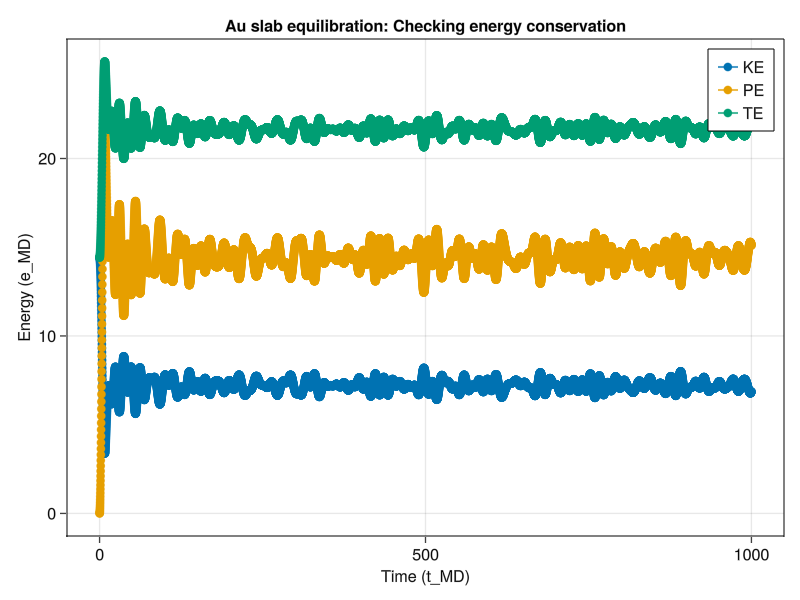 Au slab equilibration: Checking energy conservation
KE
PE
TE
20
10
0
Energy (e_MD)
0
500
1000
Time (t_MD)